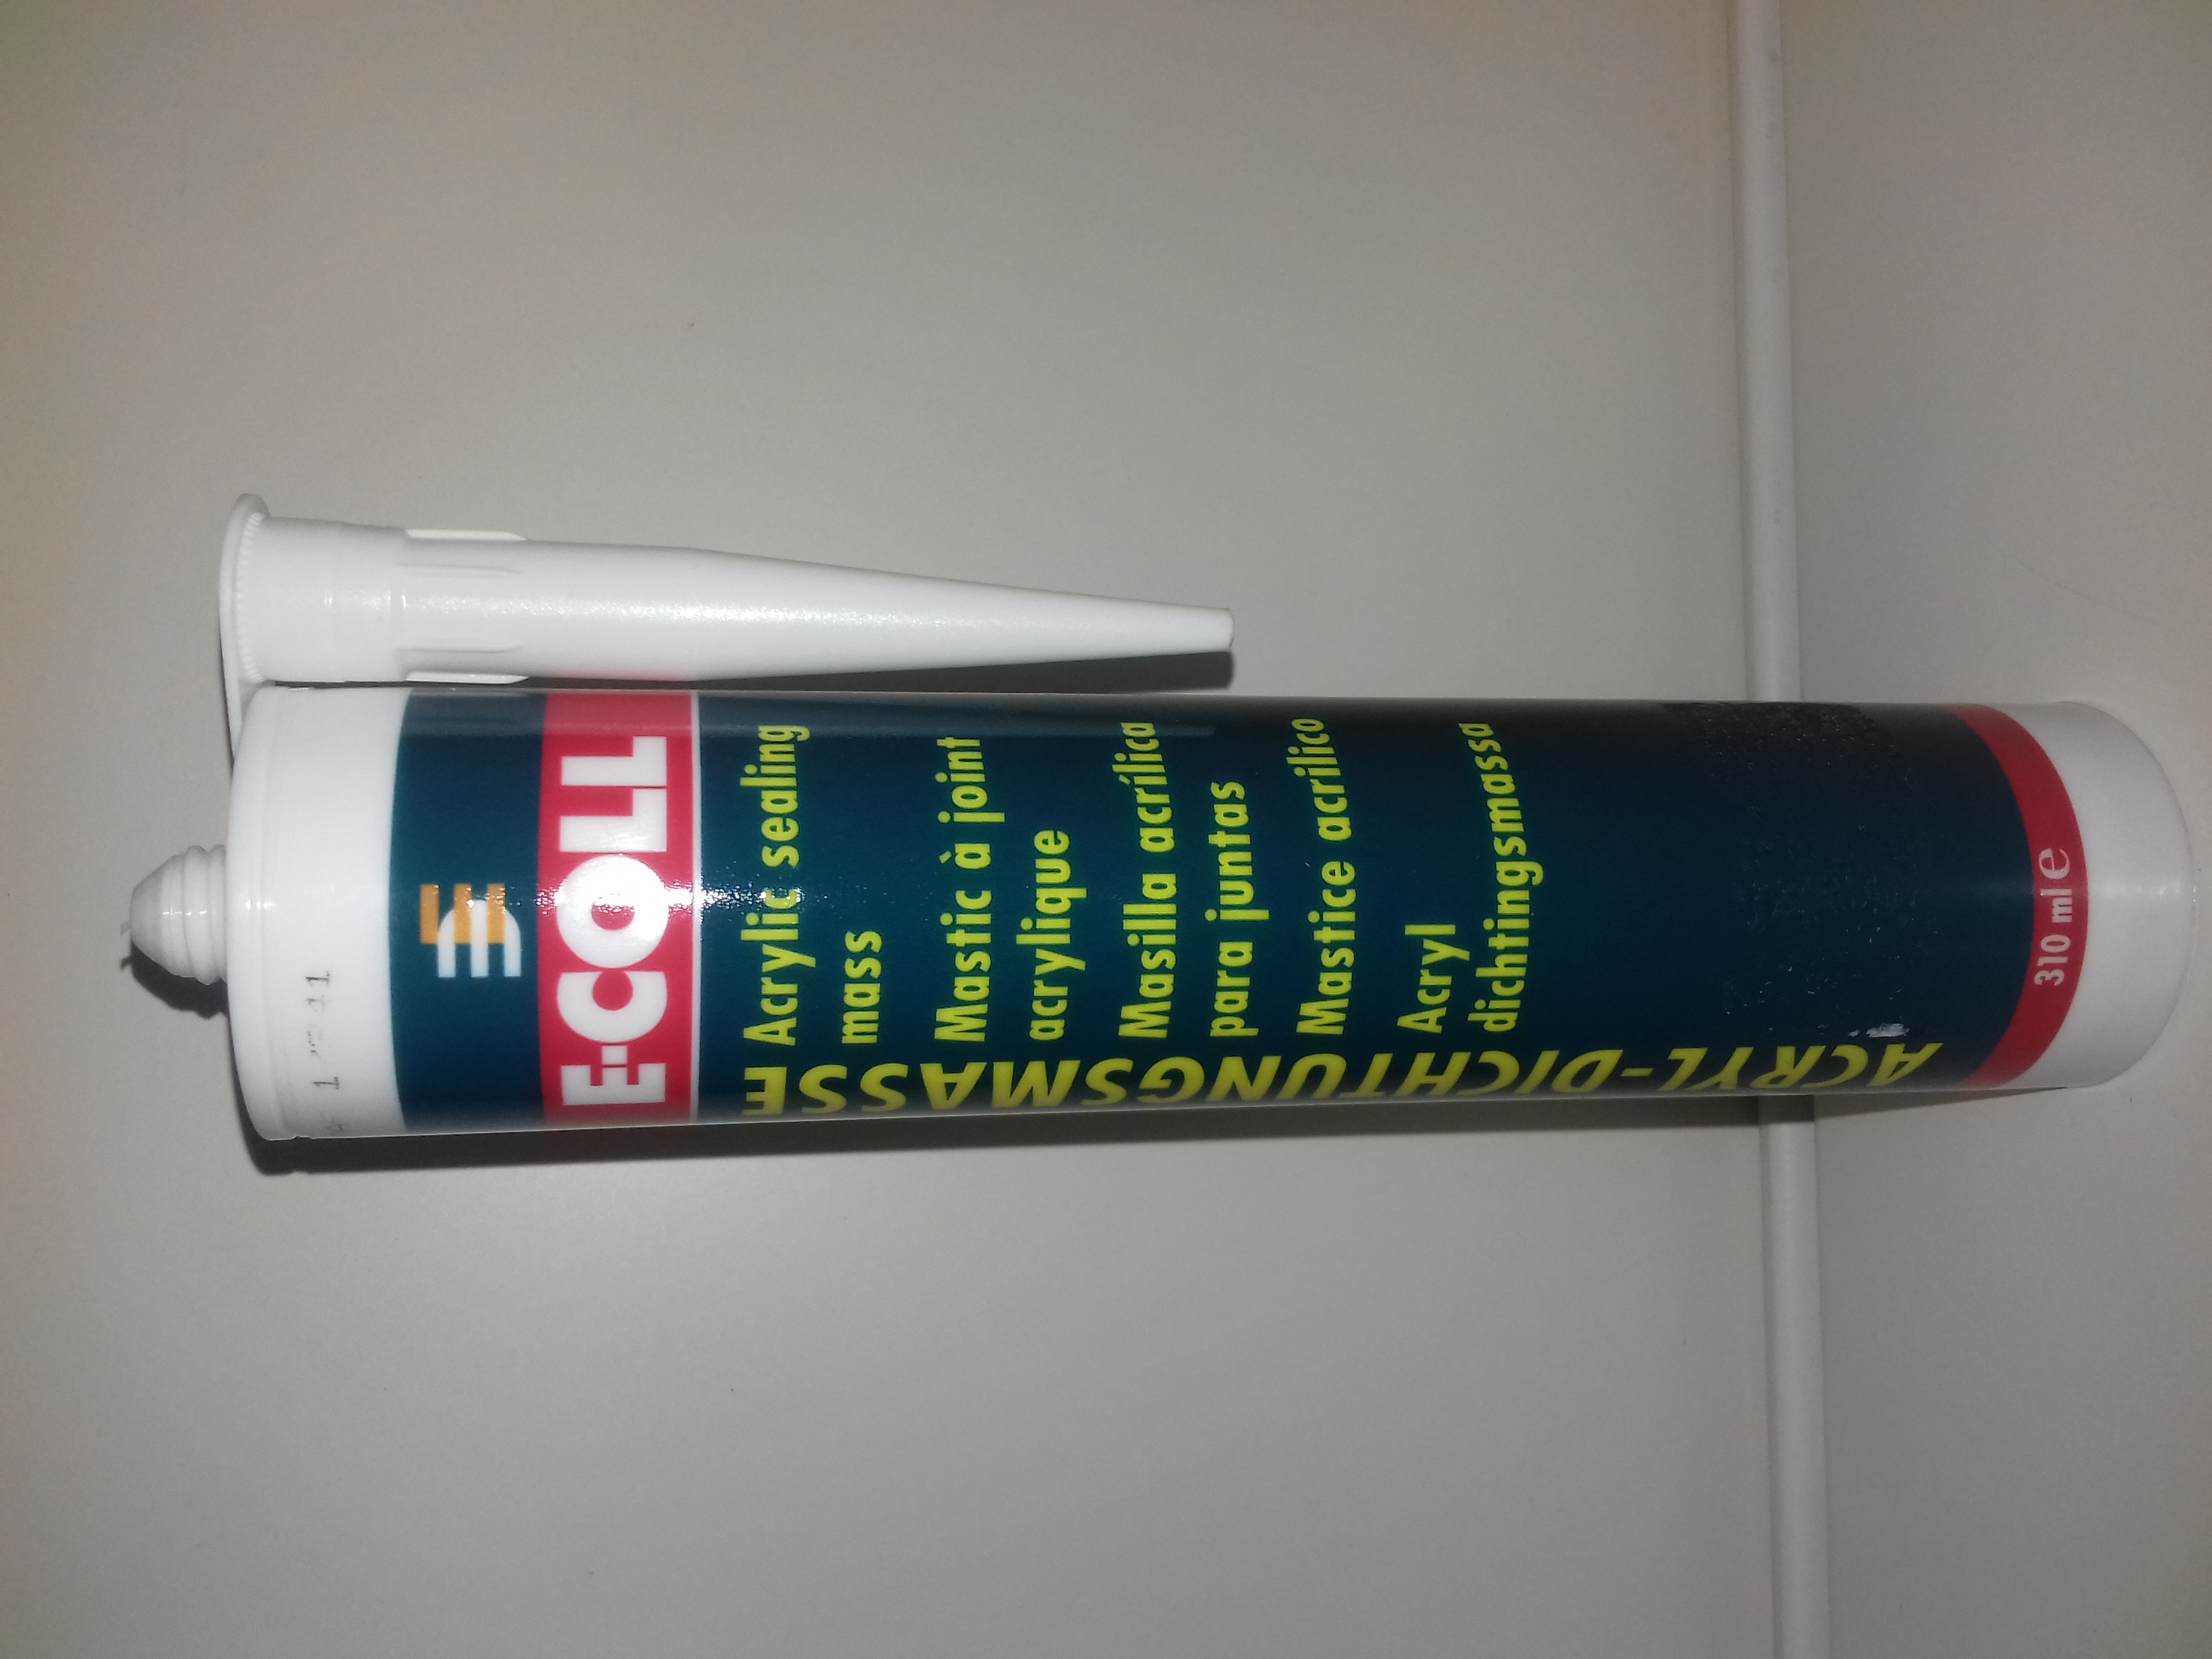 E-COLL
Acrylic sealing
mass
Mastic à joint
acrylique
Masilla acrílica
para juntas
Mastice acrilico
Acryl
dichtingsmassa
ACRYL-DICHTUNGSMASSE
310 ml e